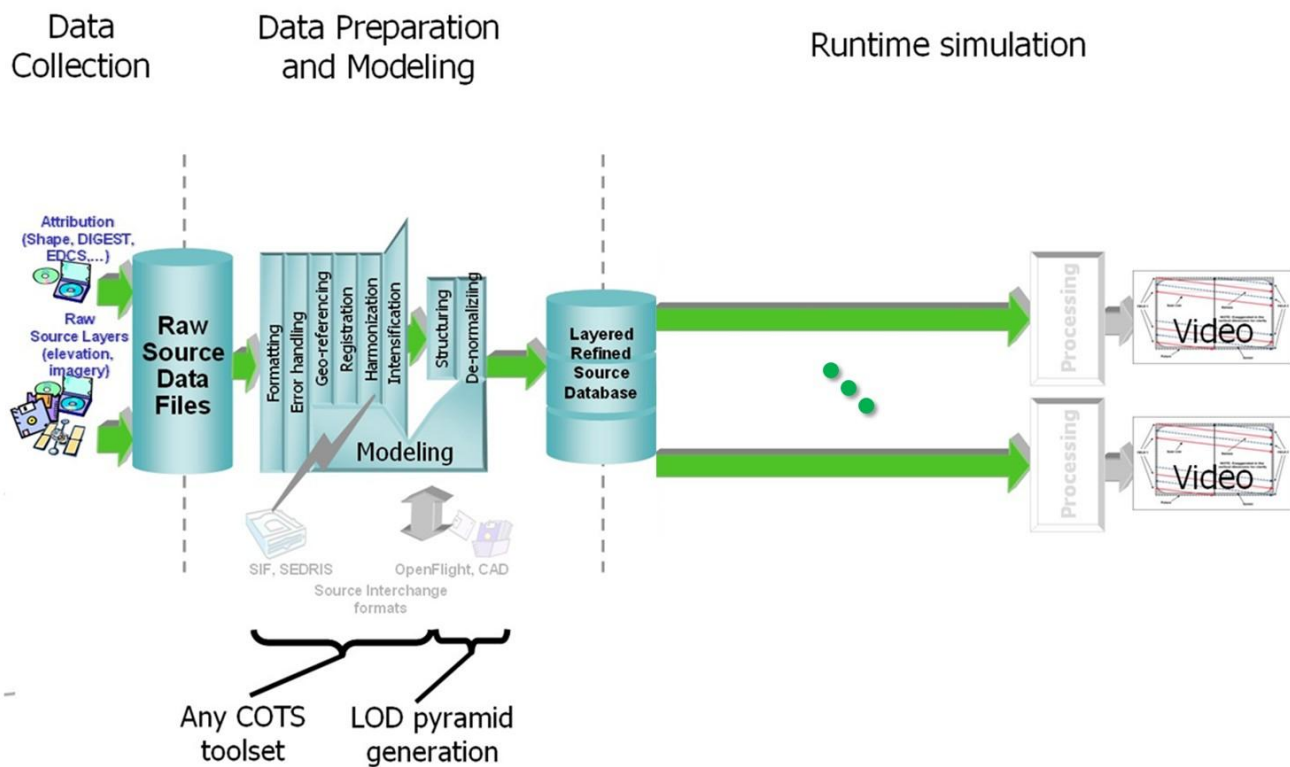 Data
Collection
Data Preparation
and Modeling
Runtime simulation
Attribution
(Shape, DIGEST,
EDCS,...)
Raw
Source Layers
(elevation,
imagery)
Raw
Source
Data
Files
Formatting
Error handling
Geo-referencing
Registration
Harmonization
Intensification
Structuring
De-normaliziing
Modeling
Layered
Refined
Source
Database
Processing
Video
Processing
Video
SIF, SEDRIS
OpenFlight, CAD
Source Interchange
formats
Any COTS
toolset
LOD pyramid
generation